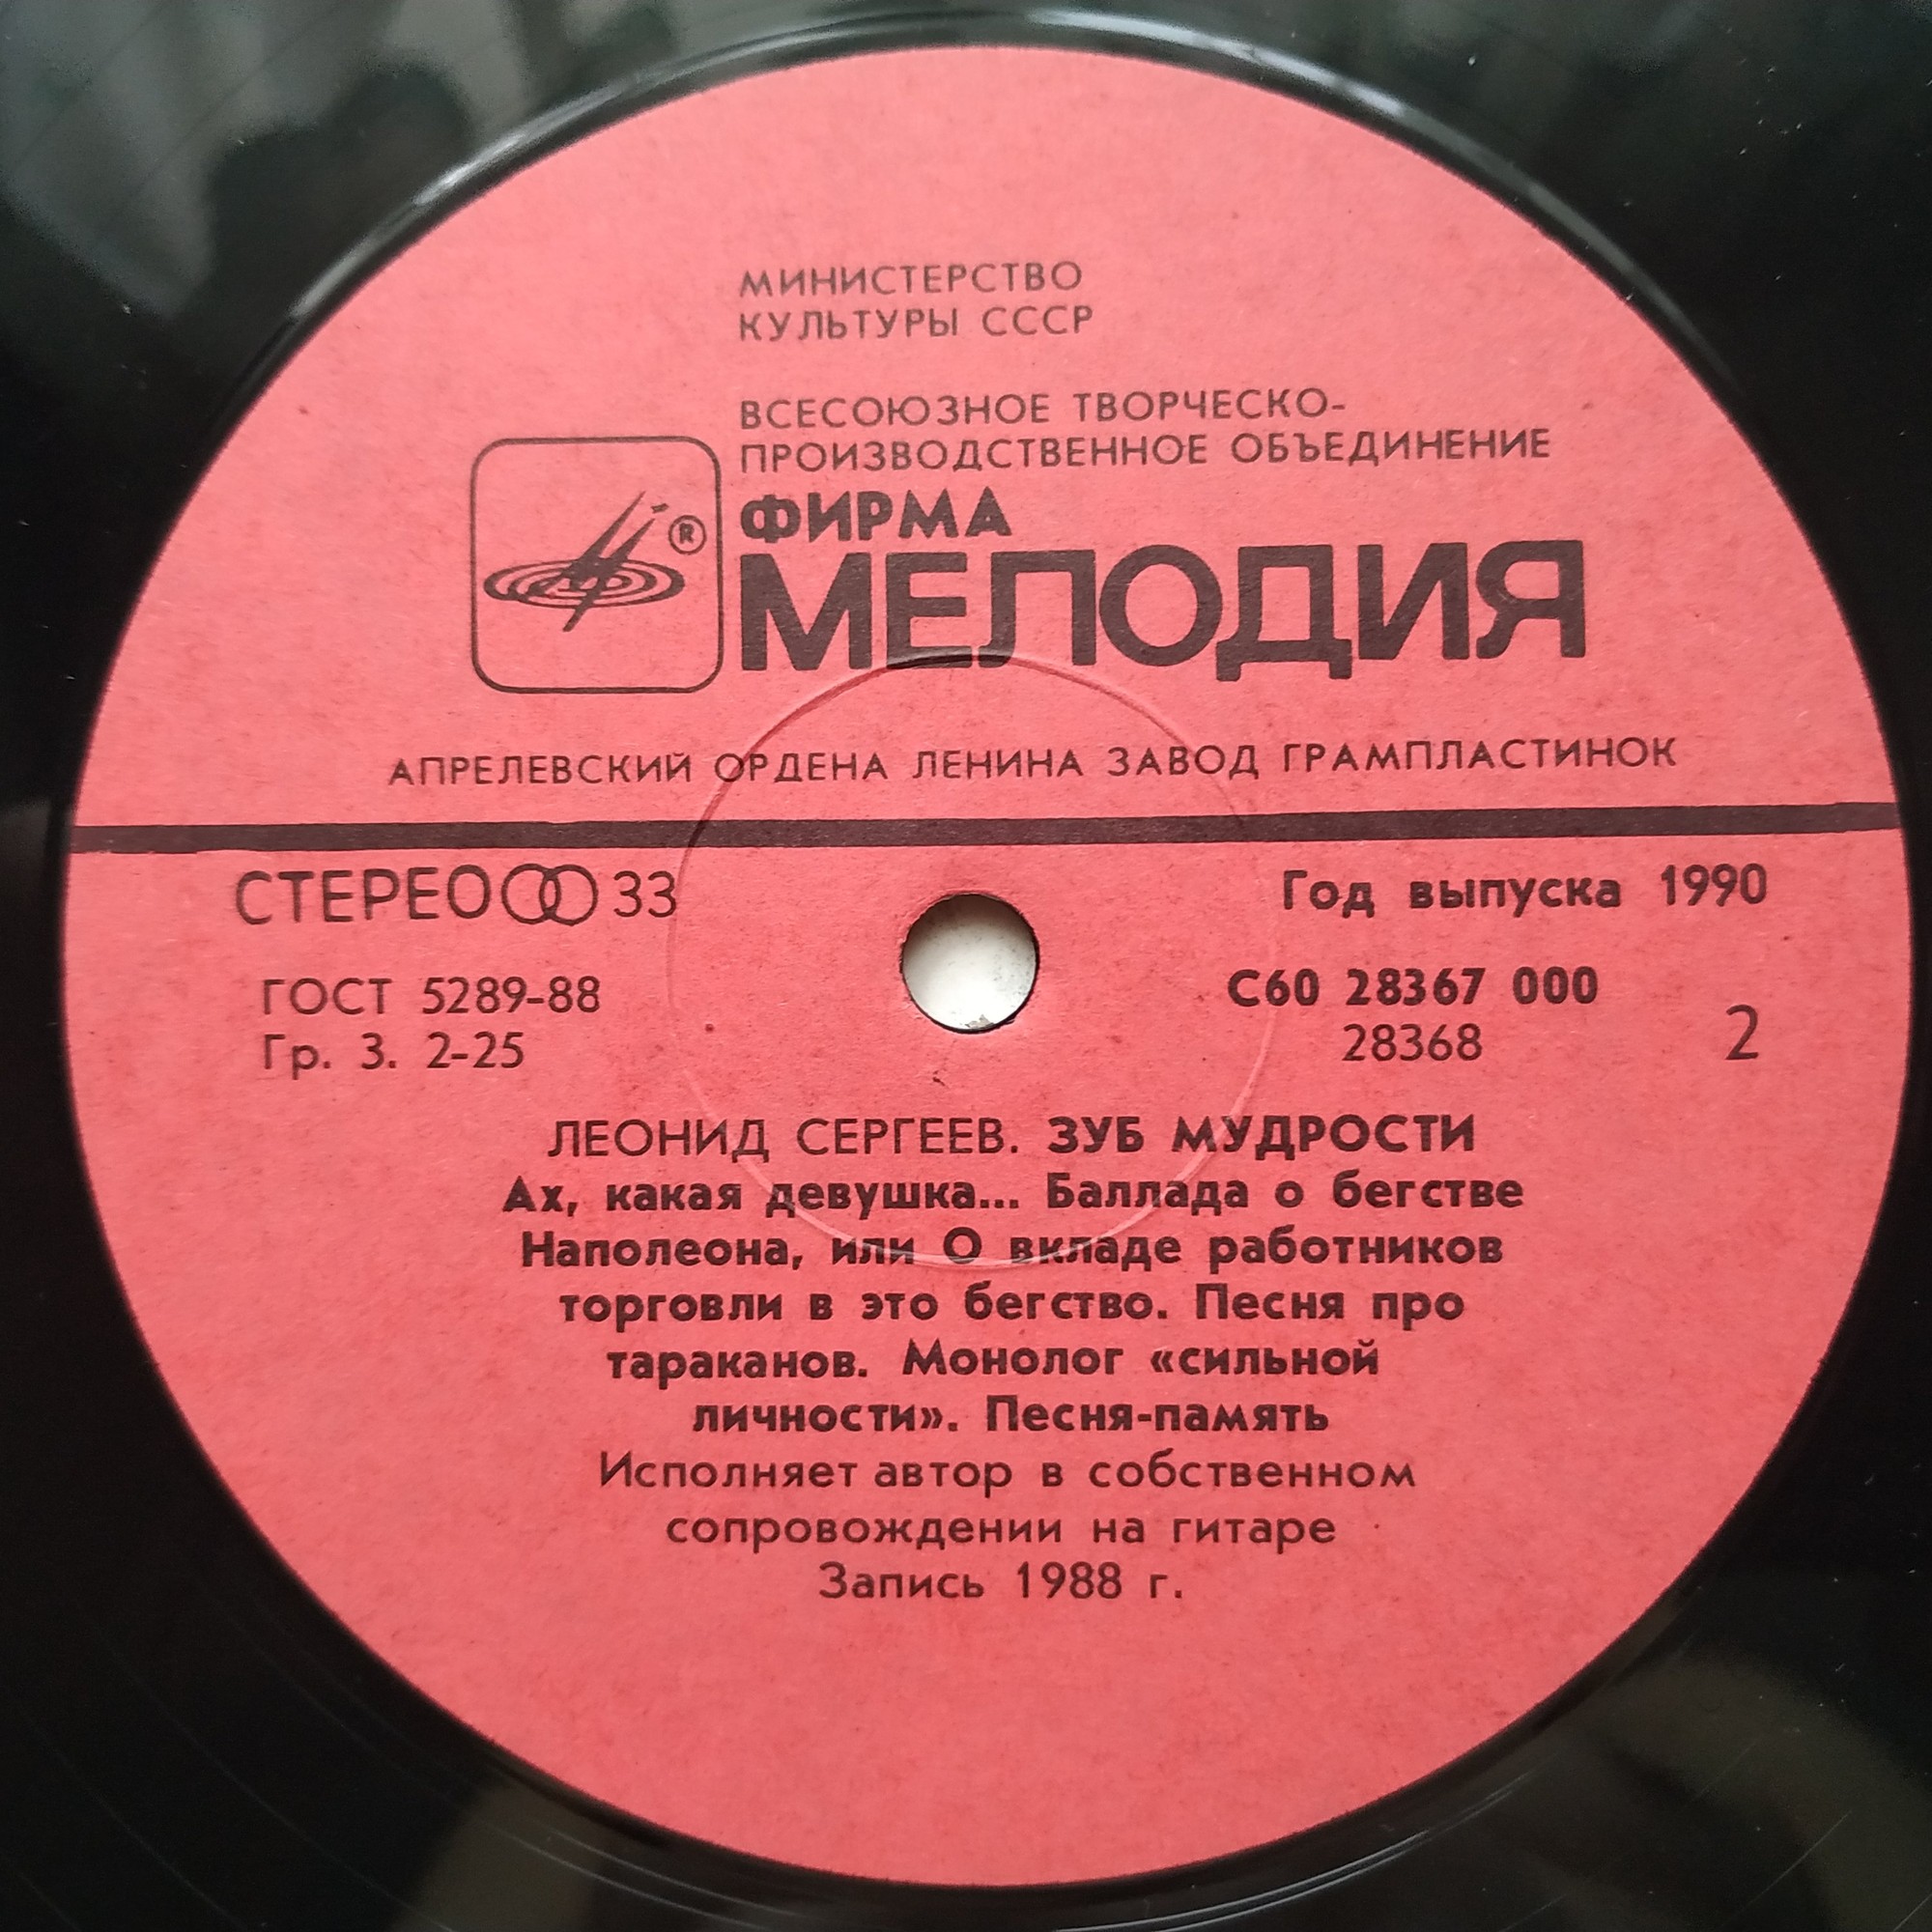 МИНИСТЕРСТВО
КУЛЬТУРЫ СССР
ВСЕСОЮЗНОЕ ТВОРЧЕСКО-
ПРОИЗВОДСТВЕННОЕ ОБЪЕДИНЕНИЕ
ФИРМА
®
МЕЛОДИЯ
АПРЕЛЕВСКИЙ ОРДЕНА ЛЕНИНА ЗАВОД ГРАМПЛАСТИНОК
СТЕРЕО 33
Год выпуска 1990
ГОСТ 5289-88
С60 28367 000
Гр. 3. 2-25
28368
2
ЛЕОНИД СЕРГЕЕВ. ЗУБ МУДРОСТИ
Ах, какая девушка... Баллада о бегстве
Наполеона, или О вкладе работников
торговли в это бегство. Песня про
тараканов. Монолог «сильной
личности». Песня-память
Исполняет автор в собственном
сопровождении на гитаре
Запись 1988 г.